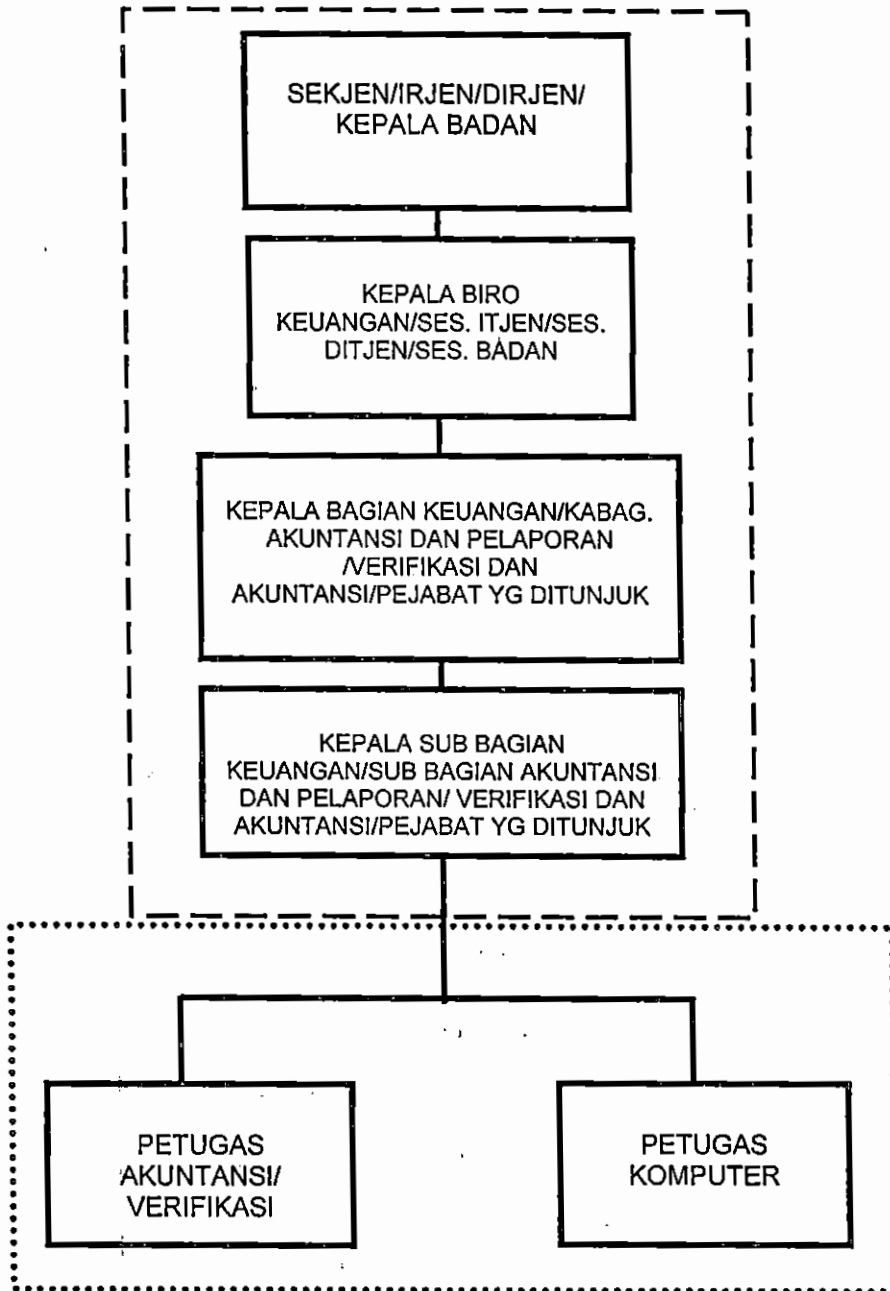 SEKJEN/IRJEN/DIRJEN/
KEPALA BADAN
KEPALA BIRO
KEUANGAN/SES. ITJEN/SES.
DITJEN/SES. BADAN
KEPALA BAGIAN KEUANGAN/KABAG.
AKUNTANSI DAN PELAPORAN
/VERIFIKASI DAN
AKUNTANSI/PEJABAT YG DITUNJUK
KEPALA SUB BAGIAN
KEUANGAN/SUB BAGIAN AKUNTANSI
DAN PELAPORAN/ VERIFIKASI DAN
AKUNTANSI/PEJABAT YG DITUNJUK
PETUGAS
AKUNTANSI/
VERIFIKASI
PETUGAS
KOMPUTER